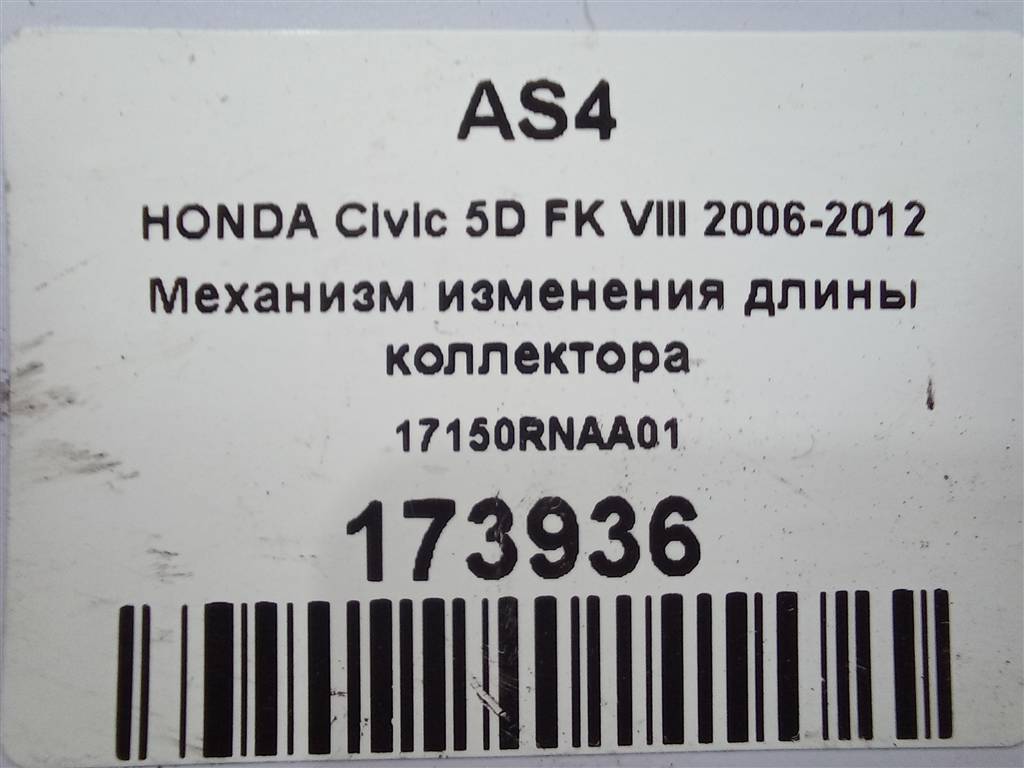 AS4
HONDA Civic 5D FK VIII 2006-2012
Механизм изменения длины
коллектора
17150RNAA01
173936